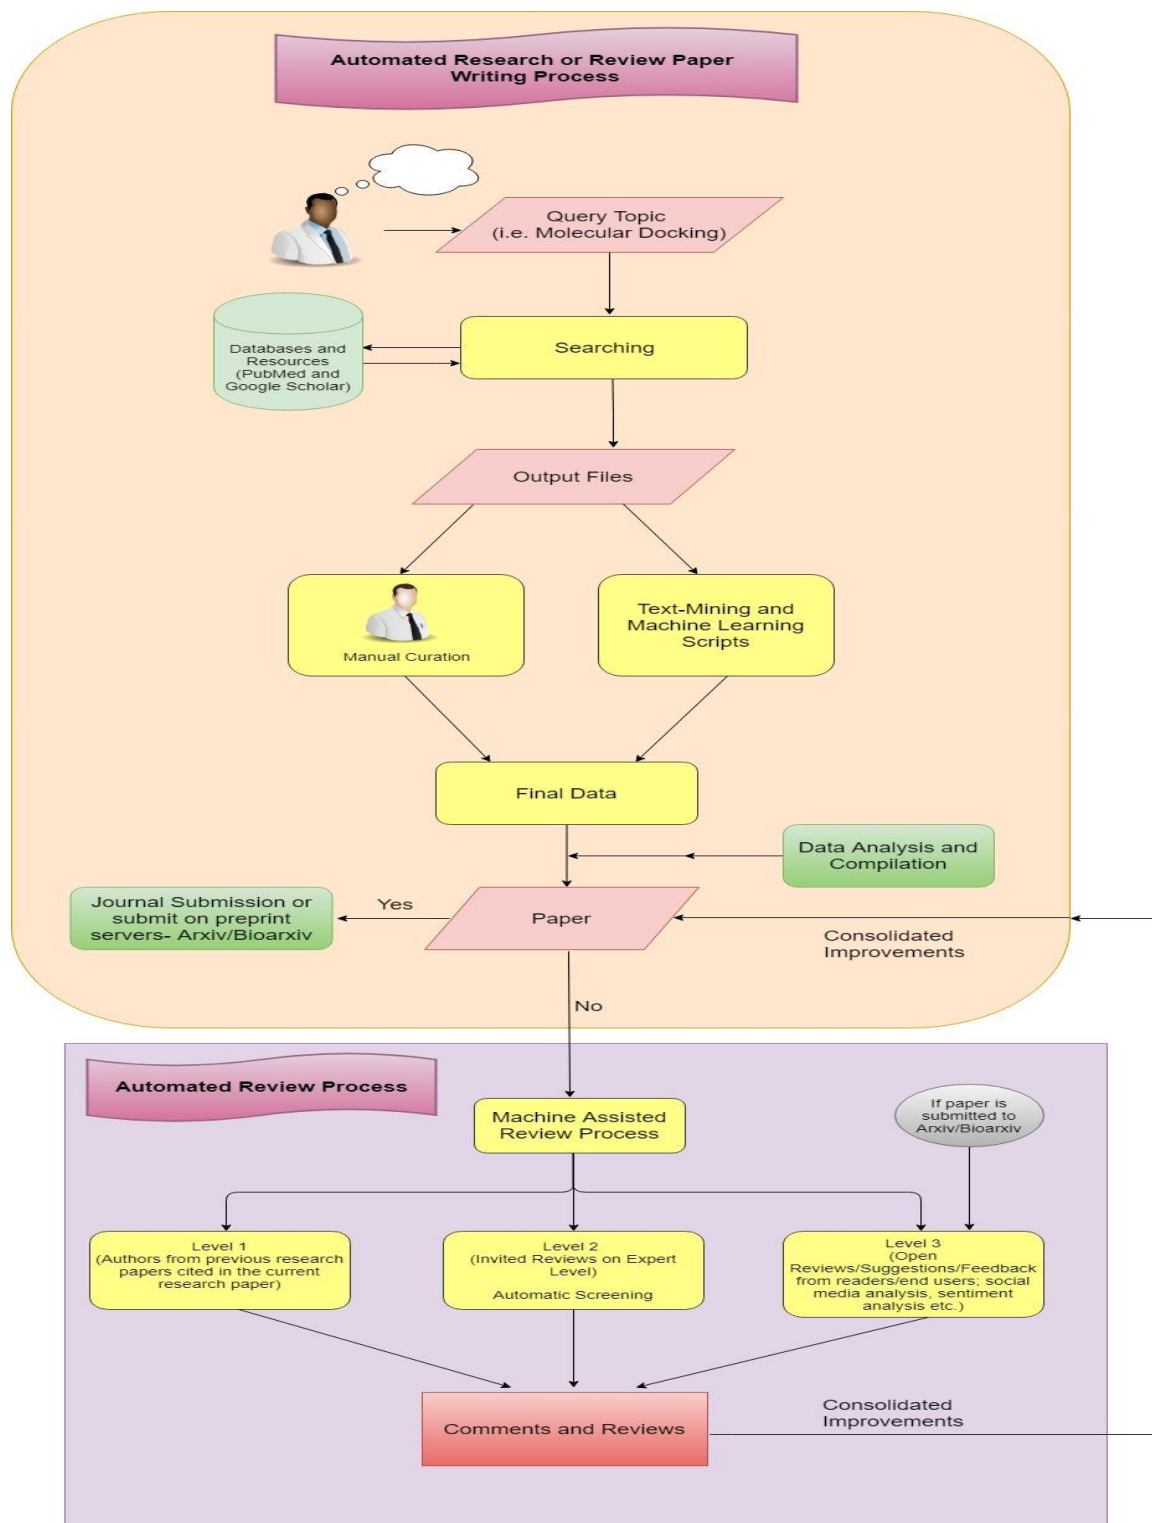 Automated Research or Review Paper
Writing Process
Query Topic
(i.e. Molecular Docking)
Databases and
Resources
(PubMed and
Google Scholar)
Searching
Output Files
Manual Curation
Text-Mining and
Machine Learning
Scripts
Final Data
Data Analysis and
Compilation
Journal Submission or
submit on preprint
servers- Arxiv/Bioarxiv
Yes
Paper
Consolidated
Improvements
No
Automated Review Process
Machine Assisted
Review Process
If paper is
submitted to
Arxiv/Bioarxiv
Level 1
(Authors from previous research
papers cited in the current
research paper)
Level 2
(Invited Reviews on Expert
Level)
Automatic Screening
Level 3
(Open
Reviews/Suggestions/Feedback
from readers/end users; social
media analysis, sentiment
analysis etc.)
Comments and Reviews
Consolidated
Improvements